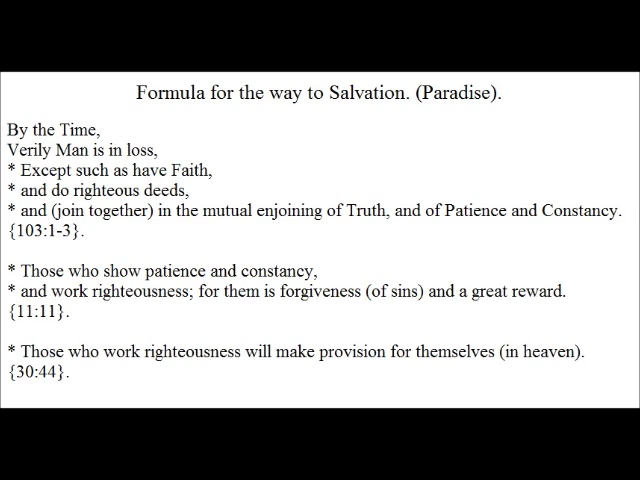 Formula for the way to Salvation. (Paradise).
By the Time,
Verily Man is in loss,
* Except such as have Faith,
* and do righteous deeds,
* and (join together) in the mutual enjoining of Truth, and of Patience and Constancy.
{103:1-3}.
* Those who show patience and constancy,
* and work righteousness; for them is forgiveness (of sins) and a great reward.
{11:11}.
* Those who work righteousness will make provision for themselves (in heaven).
{30:44}.